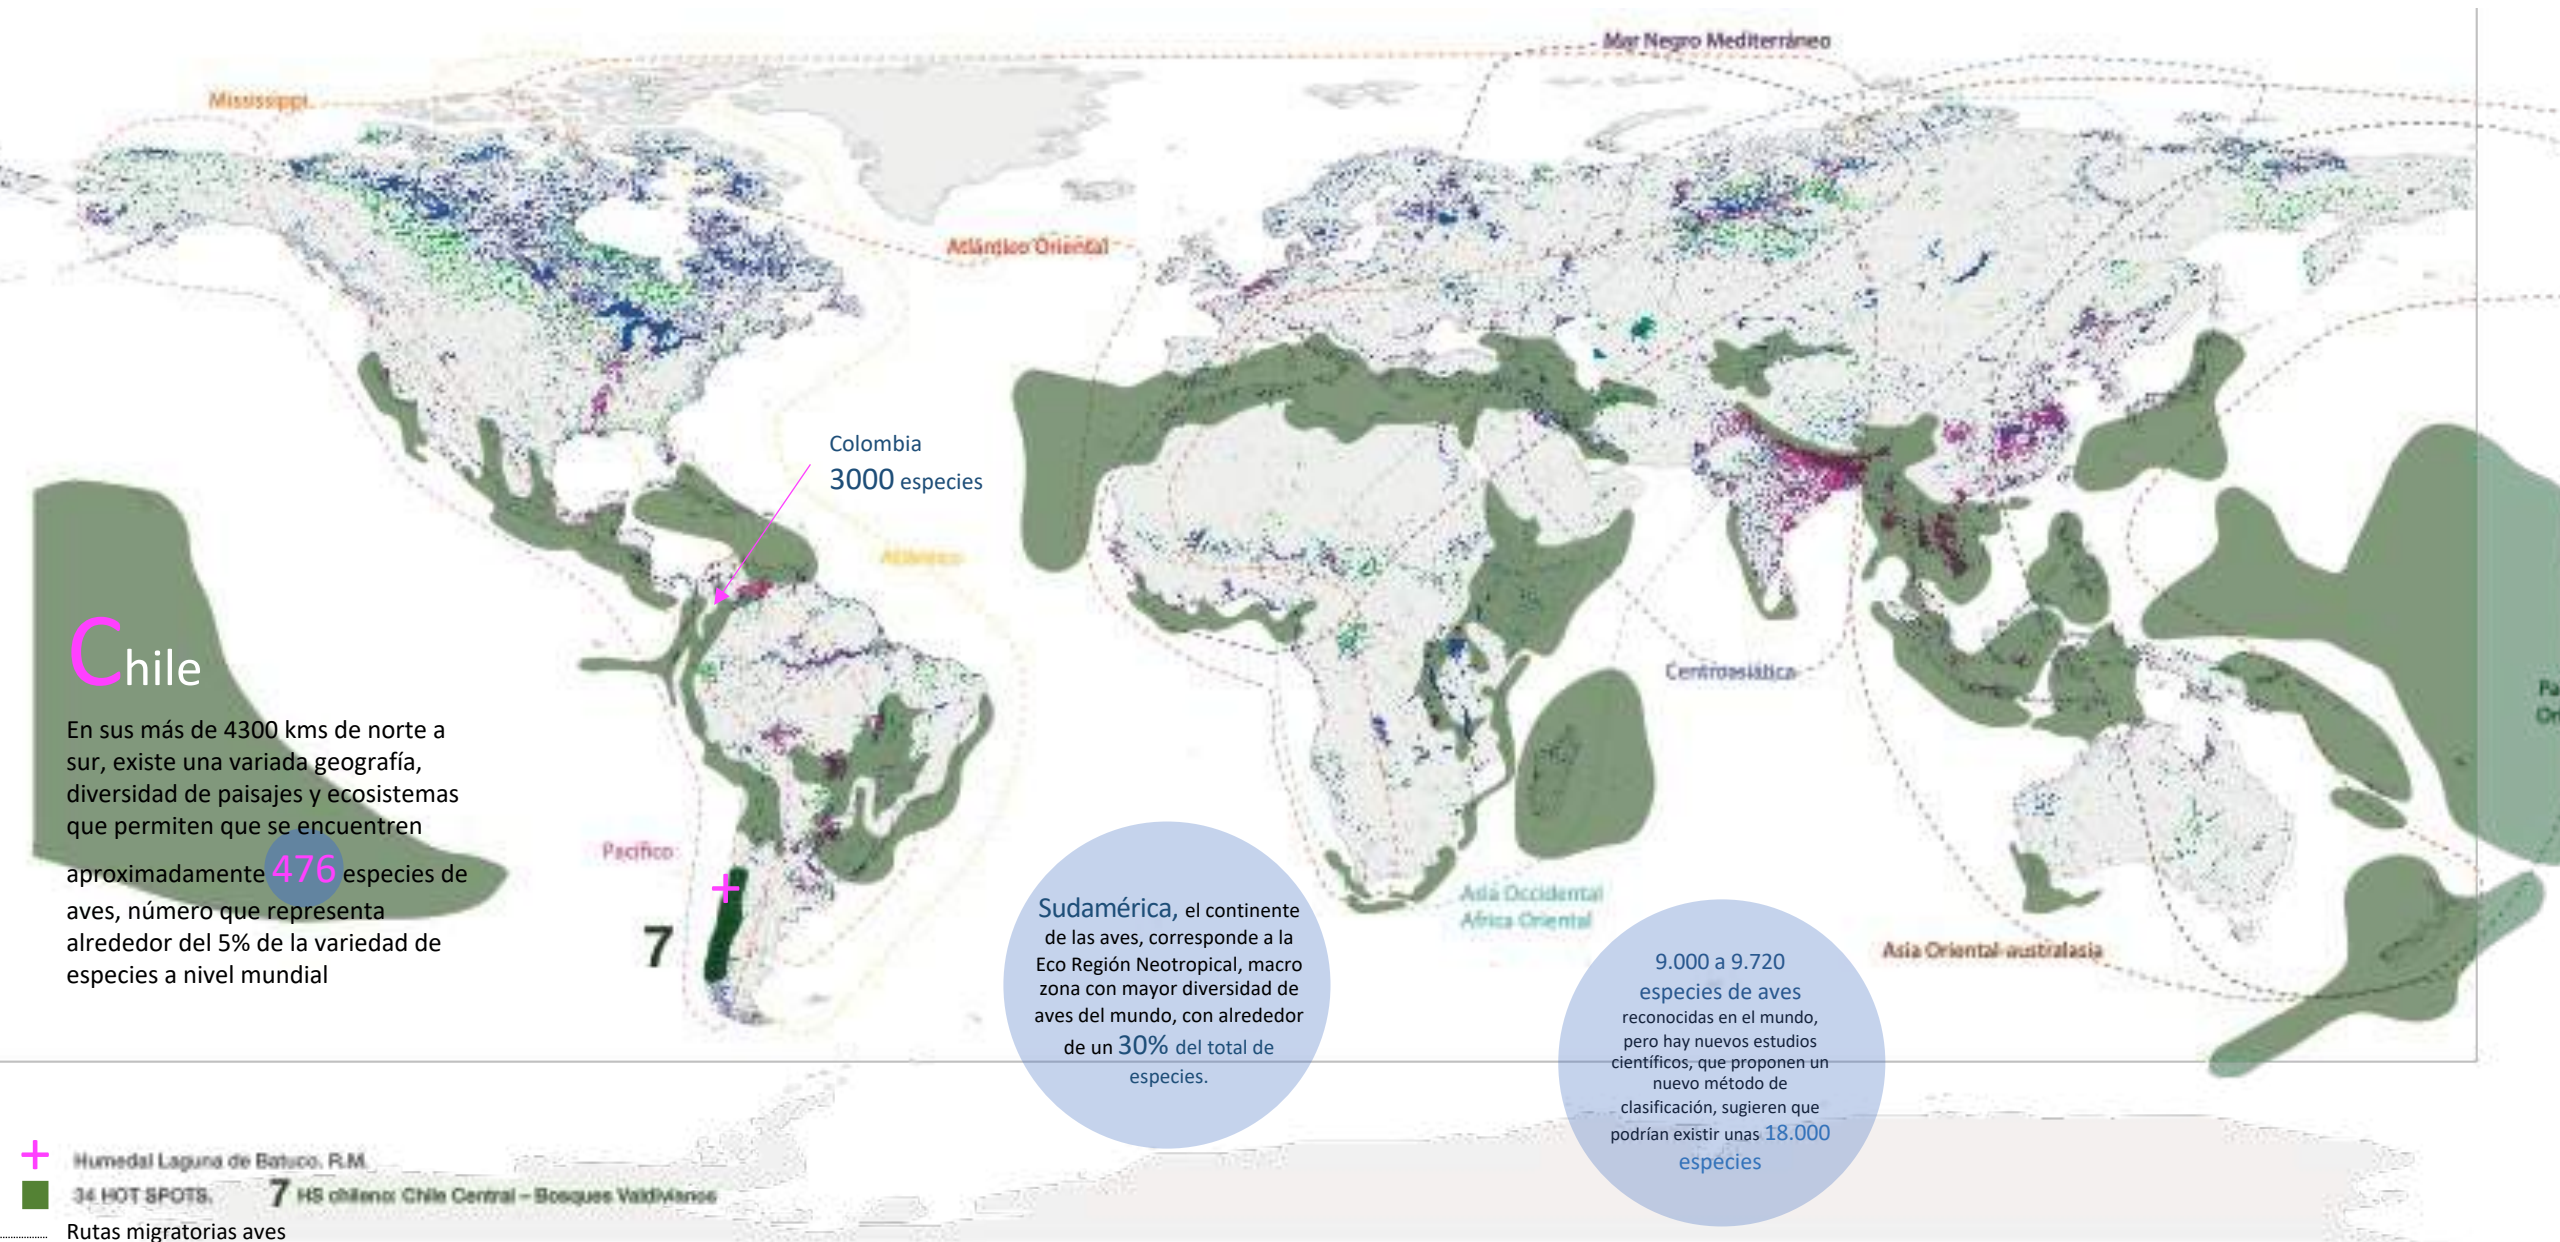 Mar Negro Mediterráneo
Mississippi
Atlántico Oriental
Colombia
3000 especies
Atlántico
Chile
En sus más de 4300 kms de norte a
sur, existe una variada geografía,
diversidad de paisajes y ecosistemas
que permiten que se encuentren
aproximadamente 476 especies de
aves, número que representa
alrededor del 5% de la variedad de
especies a nivel mundial
Centroasiática
Pacífico
7
Asia Occidental
Africa Oriental
Asia Oriental-australasia
Sudamérica, el continente
de las aves, corresponde a la
Eco Región Neotropical, macro
zona con mayor diversidad de
aves del mundo, con alrededor
de un 30% del total de
especies.
9.000 a 9.720
especies de aves
reconocidas en el mundo,
pero hay nuevos estudios
científicos, que proponen un
nuevo método de
clasificación, sugieren que
podrían existir unas 18.000
especies
Humedal Laguna de Batuco. R.M.
34 HOT SPOTS. 7 HS chileno: Chile Central – Bosques Valdivianos
Rutas migratorias aves